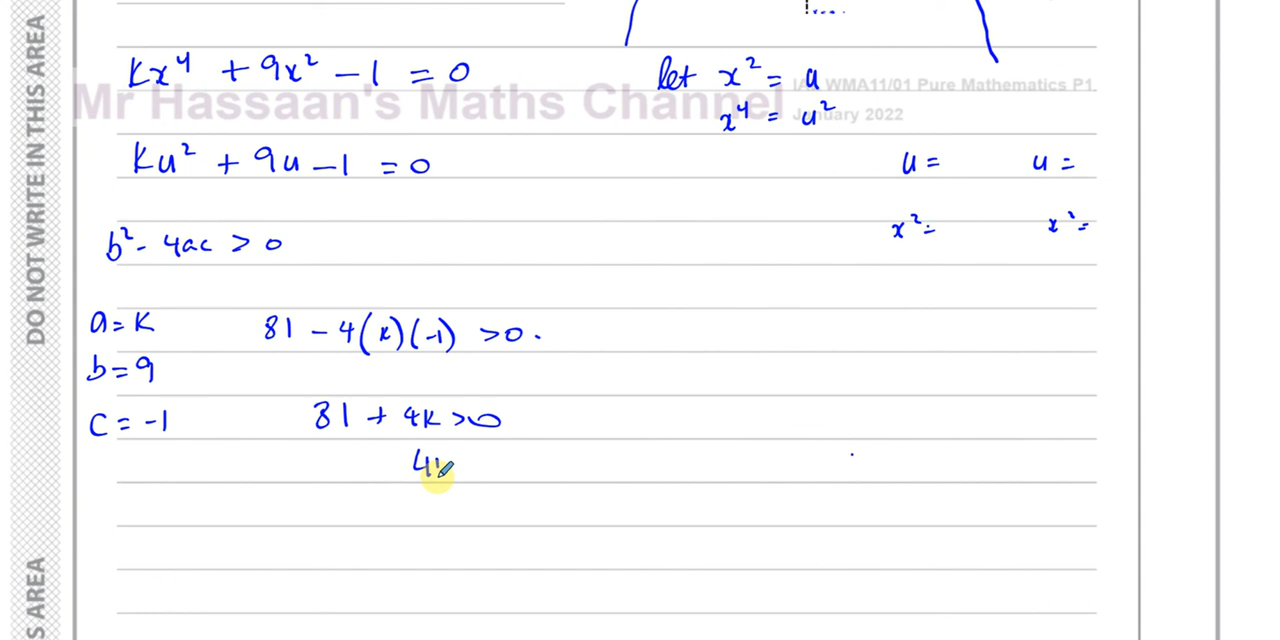 DO NOT WRITE IN THIS AREA
S AREA
Kx⁴ + 9x² - 1 = 0
let x² = u
x⁴ = u²
Mr Hassaan's Maths Channel
WMA11/01 Pure Mathematics P1
January 2022
Ku² + 9u - 1 = 0
u = u =
x² = x² =
b² - 4ac > 0
a = K 81 - 4(k)(-1) > 0.
b = 9
c = -1 81 + 4k > 0